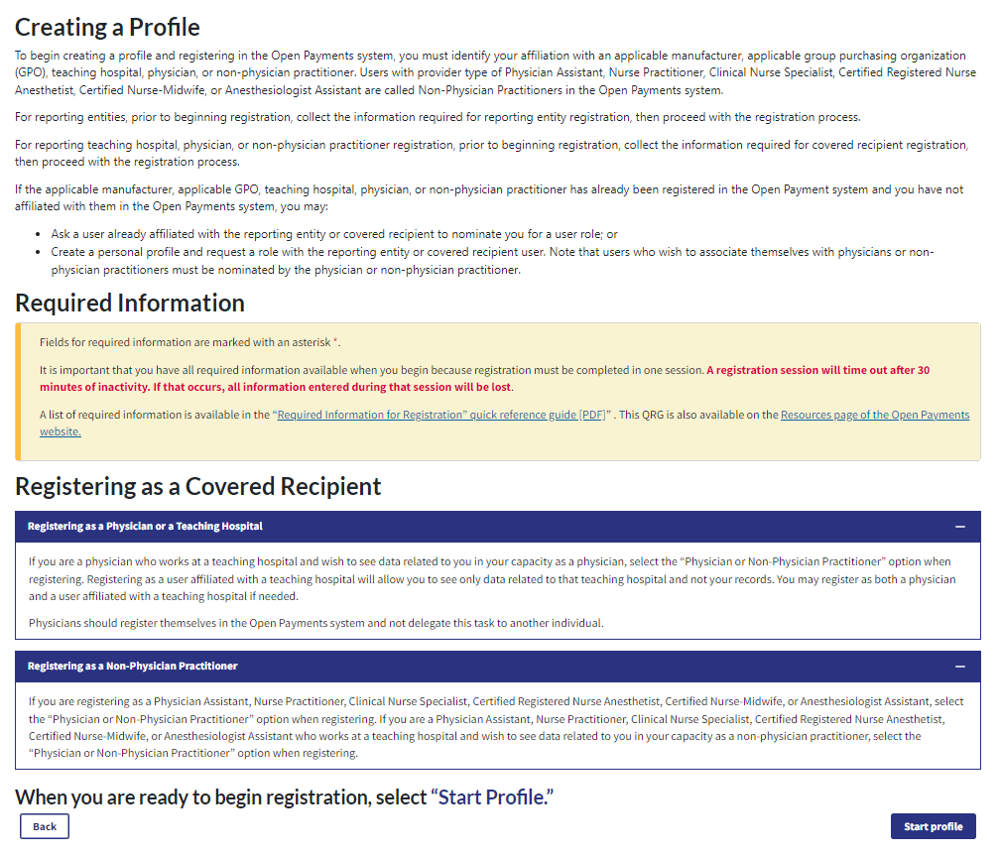 Creating a Profile
To begin creating a profile and registering in the Open Payments system, you must identify your affiliation with an applicable manufacturer, applicable group purchasing organization
(GPO), teaching hospital, physician, or non-physician practitioner. Users with provider type of Physician Assistant, Nurse Practitioner, Clinical Nurse Specialist, Certified Registered Nurse
Anesthetist, Certified Nurse-Midwife, or Anesthesiologist Assistant are called Non-Physician Practitioners in the Open Payments system.
For reporting entities, prior to beginning registration, collect the information required for reporting entity registration, then proceed with the registration process.
For reporting teaching hospital, physician, or non-physician practitioner registration, prior to beginning registration, collect the information required for covered recipient registration,
then proceed with the registration process.
If the applicable manufacturer, applicable GPO, teaching hospital, physician, or non-physician practitioner has already been registered in the Open Payment system and you have not
affiliated with them in the Open Payments system, you may:
• Ask a user already affiliated with the reporting entity or covered recipient to nominate you for a user role; or
• Create a personal profile and request a role with the reporting entity or covered recipient user. Note that users who wish to associate themselves with physicians or non-
physician practitioners must be nominated by the physician or non-physician practitioner.
Required Information
Fields for required information are marked with an asterisk *.
It is important that you have all required information available when you begin because registration must be completed in one session. A registration session will time out after 30
minutes of inactivity. If that occurs, all information entered during that session will be lost.
A list of required information is available in the “Required Information for Registration” quick reference guide [PDF]” . This QRG is also available on the Resources page of the Open Payments
website.
Registering as a Covered Recipient
Registering as a Physician or a Teaching Hospital
If you are a physician who works at a teaching hospital and wish to see data related to you in your capacity as a physician, select the “Physician or Non-Physician Practitioner” option when
registering. Registering as a user affiliated with a teaching hospital will allow you to see only data related to that teaching hospital and not your records. You may register as both a physician
and a user affiliated with a teaching hospital if needed.
Physicians should register themselves in the Open Payments system and not delegate this task to another individual.
Registering as a Non-Physician Practitioner
If you are registering as a Physician Assistant, Nurse Practitioner, Clinical Nurse Specialist, Certified Registered Nurse Anesthetist, Certified Nurse-Midwife, or Anesthesiologist Assistant, select
the “Physician or Non-Physician Practitioner” option when registering. If you are a Physician Assistant, Nurse Practitioner, Clinical Nurse Specialist, Certified Registered Nurse Anesthetist,
Certified Nurse-Midwife, or Anesthesiologist Assistant who works at a teaching hospital and wish to see data related to you in your capacity as a non-physician practitioner, select the
“Physician or Non-Physician Practitioner” option when registering.
When you are ready to begin registration, select “Start Profile.”
Back
Start profile